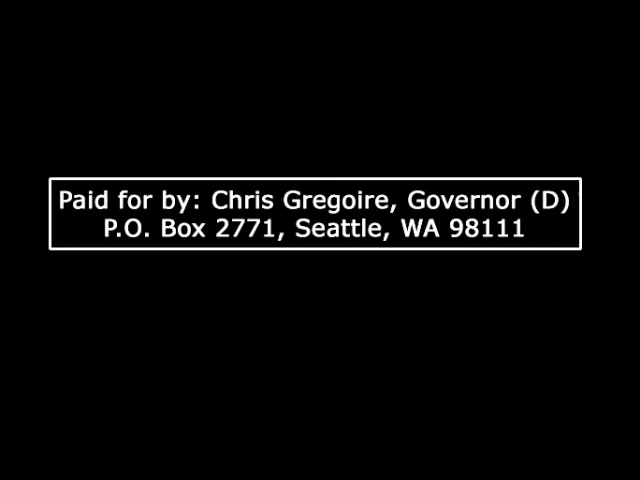 Paid for by: Chris Gregoire, Governor (D)
P.O. Box 2771, Seattle, WA 98111